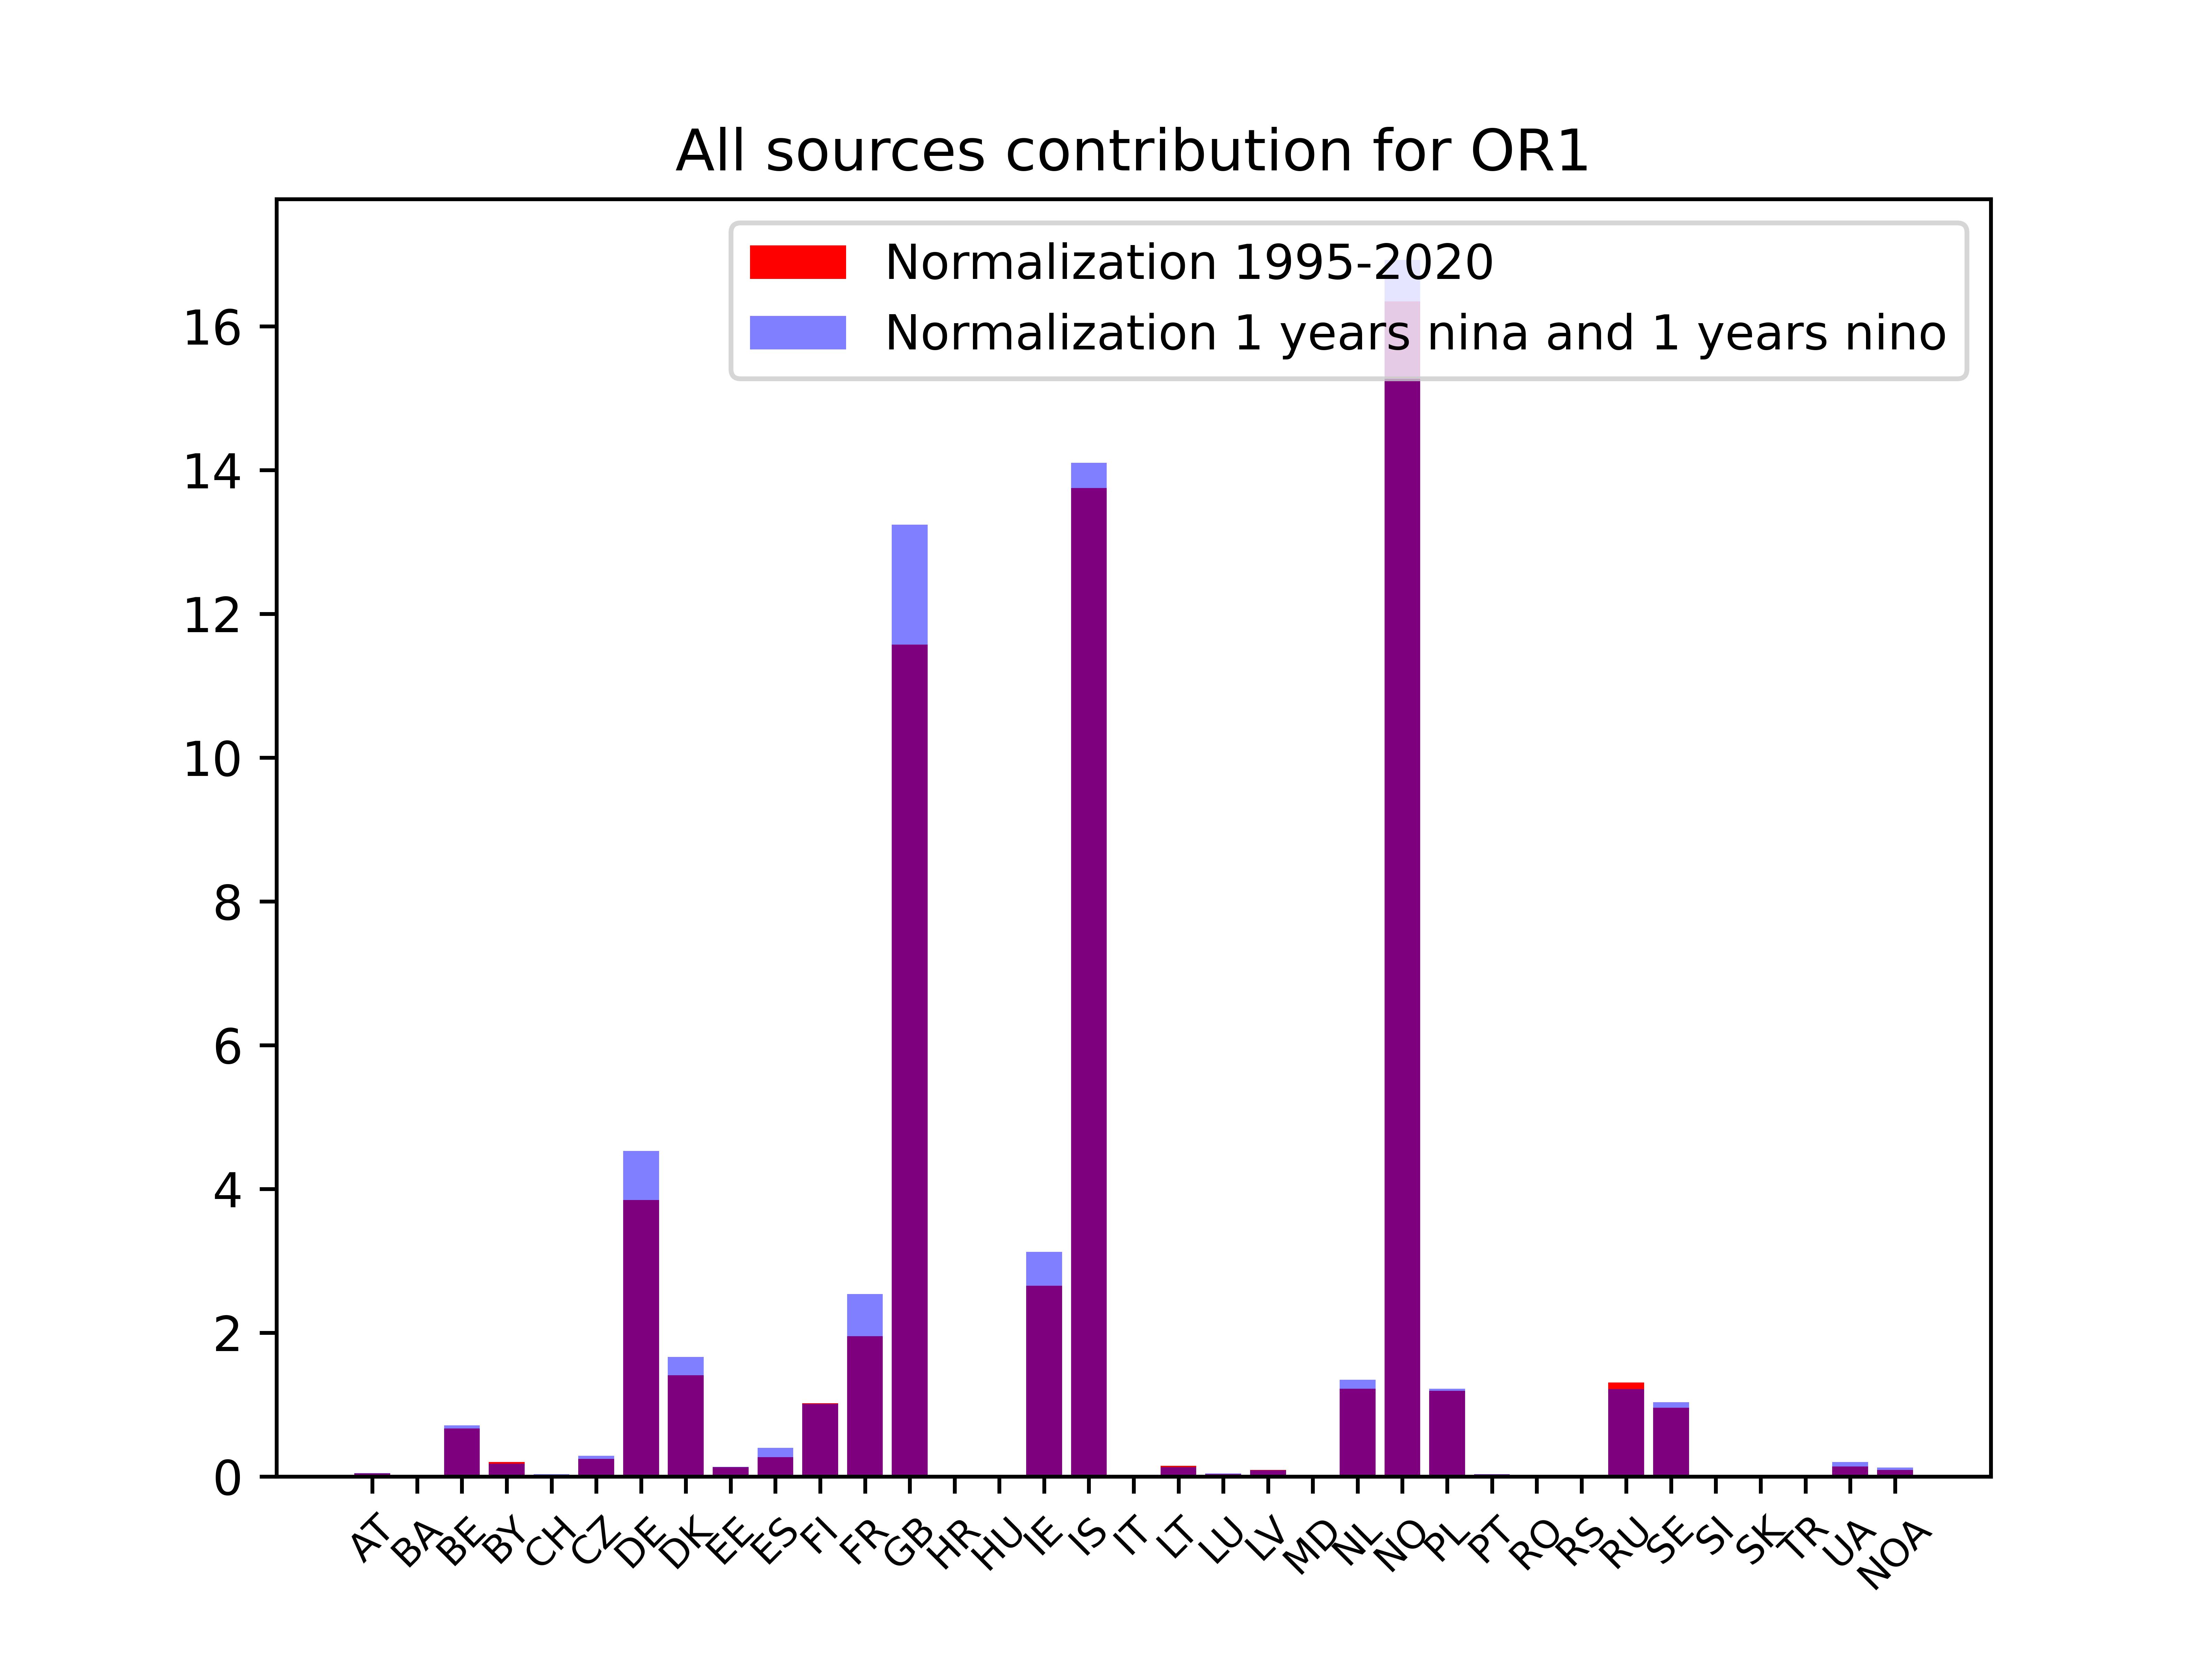 All sources contribution for OR1
Normalization 1995-2020
Normalization 1 years nina and 1 years nino
16
14
12
10
8
6
4
2
0
AT BA BE BY CH CZ DE DK EE ES FI FR GB HR HU IE IS IT LT LU LV MD NL NO PL PT RO RS RU SE SI SK TR UA NOA